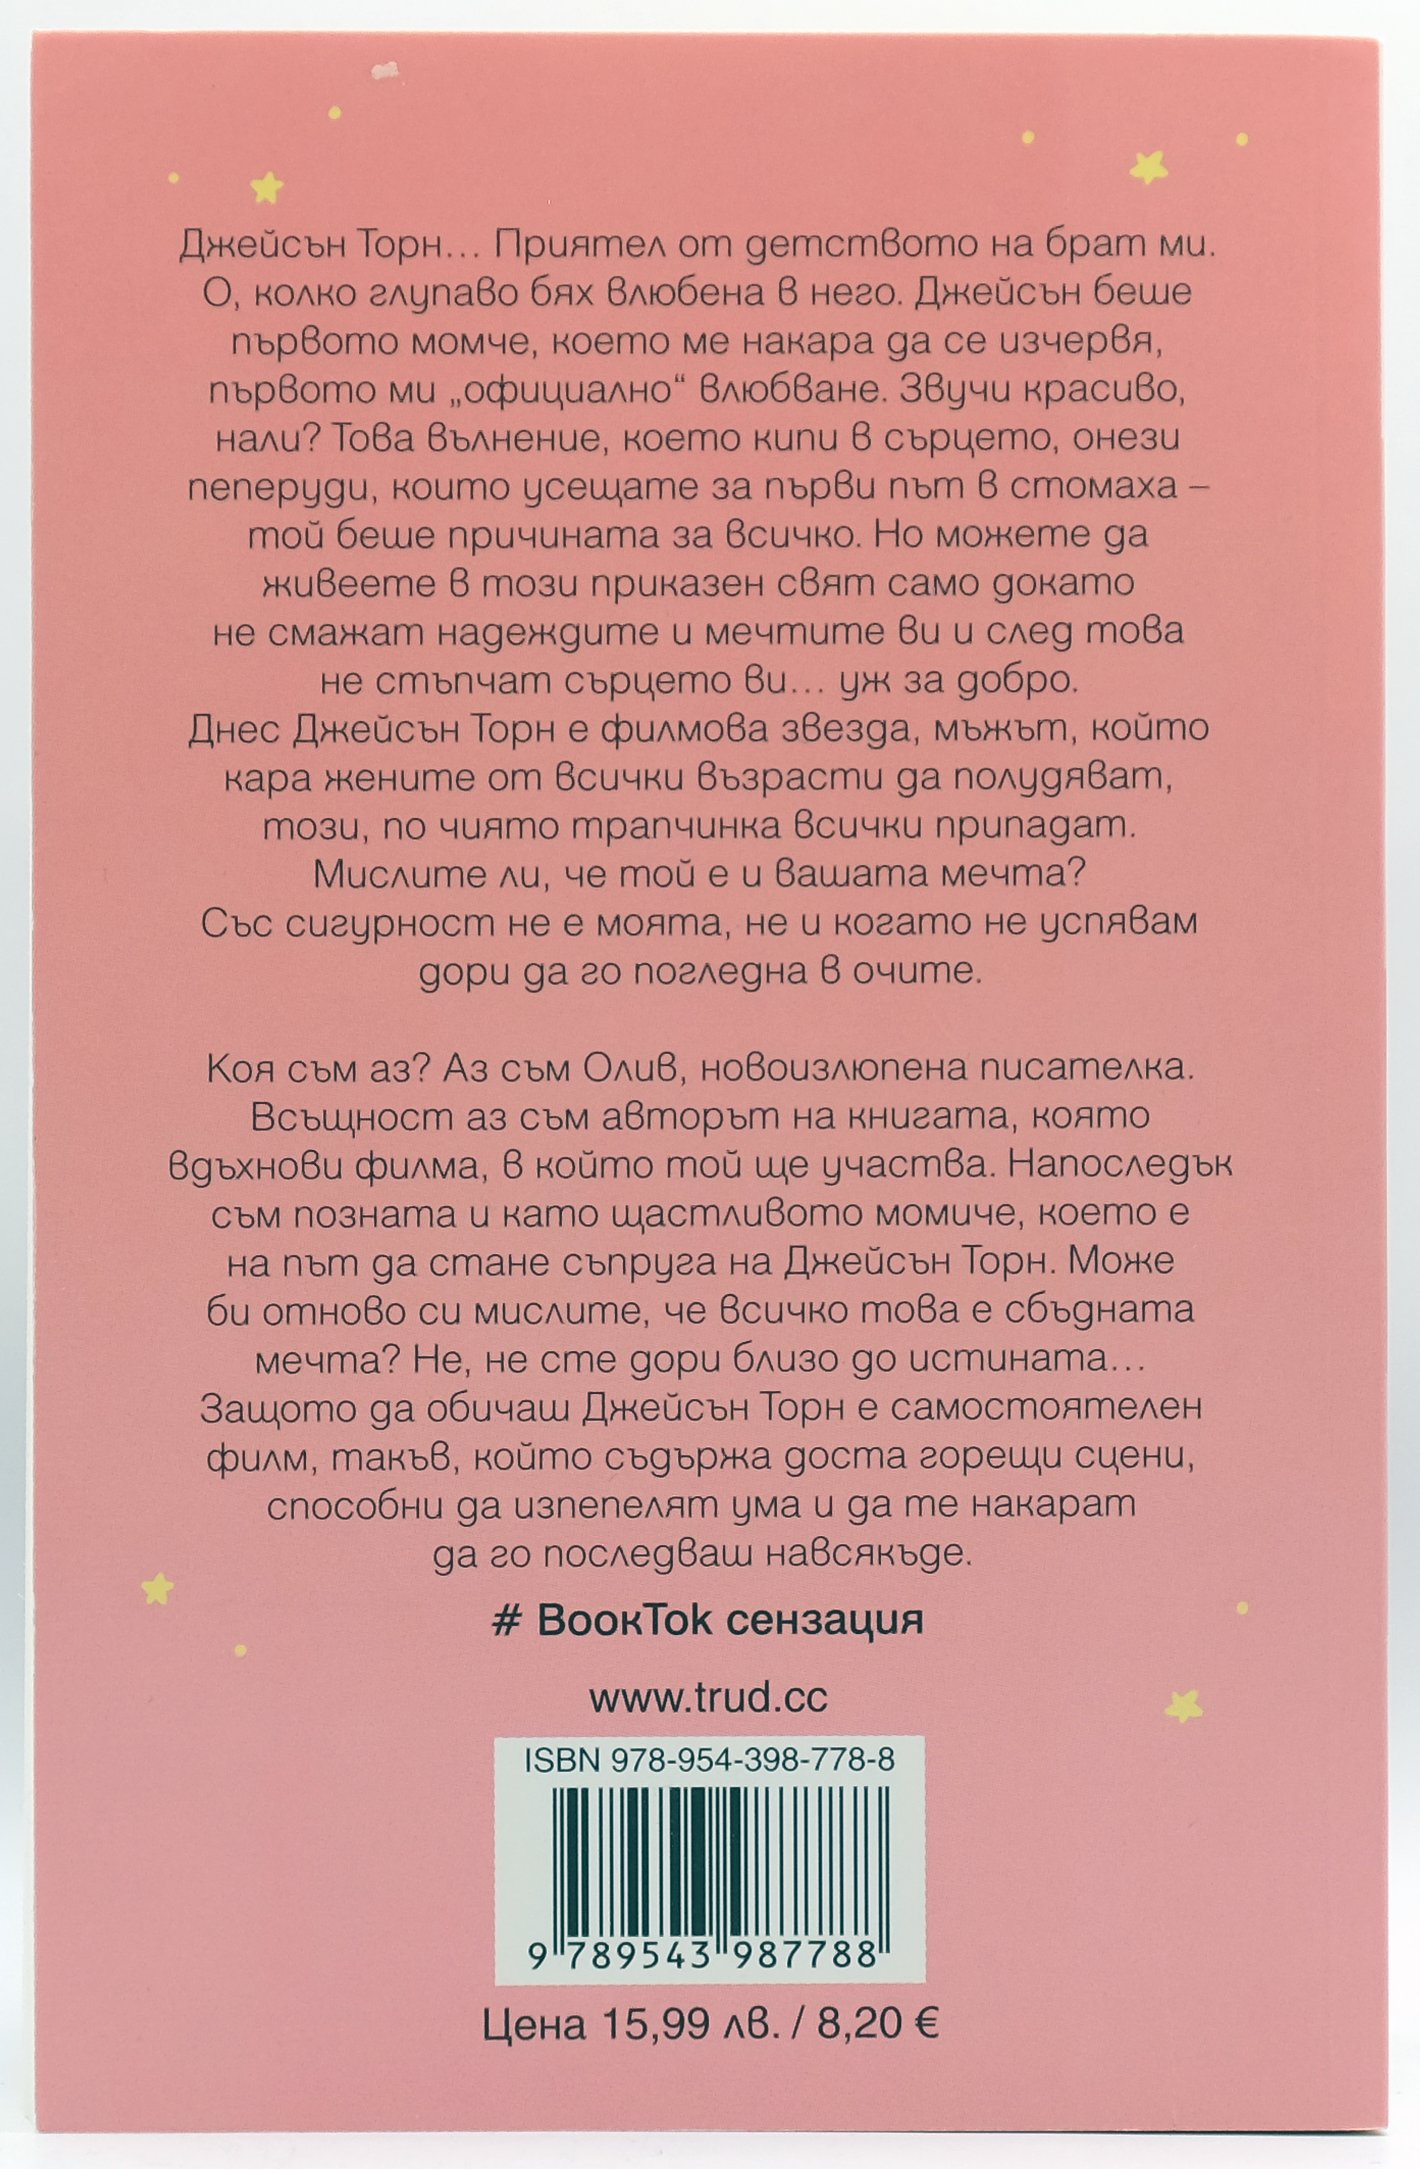 Джейсън Торн... Приятел от детството на брат ми.
О, колко глупаво бях влюбена в него. Джейсън беше
първото момче, което ме накара да се изчервя,
първото ми „официално“ влюбване. Звучи красиво,
нали? Това вълнение, което кипи в сърцето, онези
пеперуди, които усещате за първи път в стомаха –
той беше причината за всичко. Но можете да
живеете в този приказен свят само докато
не смажат надеждите и мечтите ви и след това
не стъпчат сърцето ви... уж за добро.
Днес Джейсън Торн е филмова звезда, мъжът, който
кара жените от всички възрасти да полудяват,
този, по чиято трапчинка всички припадат.
Мислите ли, че той е и вашата мечта?
Със сигурност не е моята, не и когато не успявам
дори да го погледна в очите.
Коя съм аз? Аз съм Олив, новоизлюпена писателка.
Всъщност аз съм авторът на книгата, която
вдъхнови филма, в който той ще участва. Напоследък
съм позната и като щастливото момиче, което е
на път да стане съпруга на Джейсън Торн. Може
би отново си мислите, че всичко това е сбъдната
мечта? Не, не сте дори близо до истината...
Защото да обичаш Джейсън Торн е самостоятелен
филм, такъв, който съдържа доста горещи сцени,
способни да изпепелят ума и да те накарат
да го последваш навсякъде.
# BooкTok сензация
www.trud.cc
ISBN 978-954-398-778-8
9 789543 987788
Цена 15,99 лв. / 8,20 €